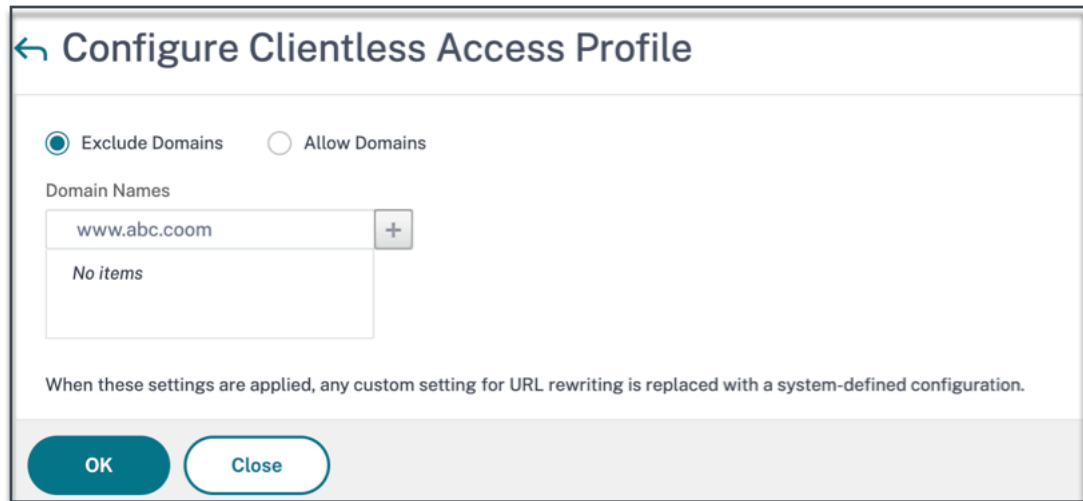 Configure Clientless Access Profile
Exclude Domains Allow Domains
Domain Names
www.abc.coom +
No items
When these settings are applied, any custom setting for URL rewriting is replaced with a system-defined configuration.
OK Close